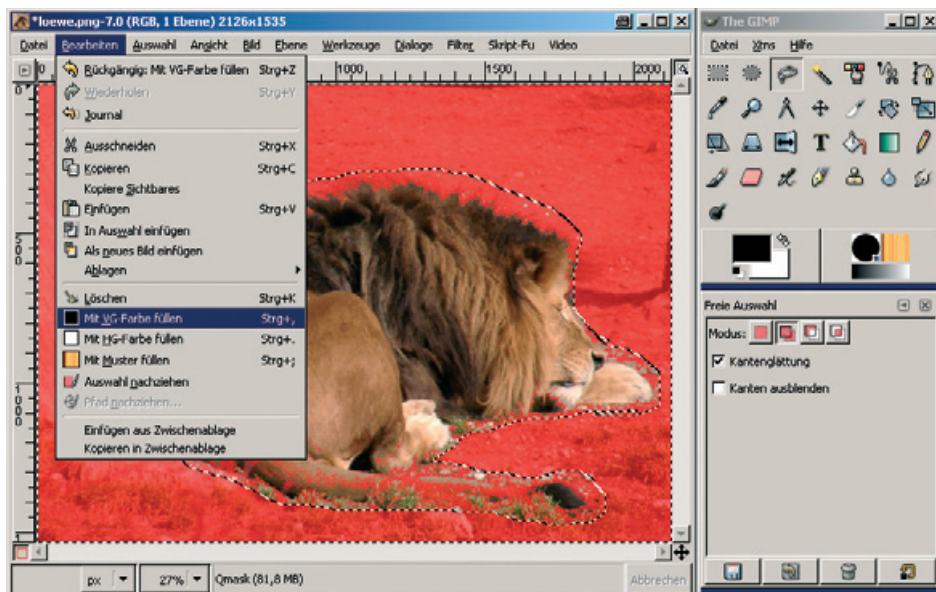 *loewe.png-7.0 (RGB, 1 Ebene) 2126x1535
Datei Bearbeiten Auswahl Ansicht Bild Ebene Werkzeuge Dialoge Filter Skript-Fu Video
0 1000 1500 2000
Rückgängig: Mit VG-Farbe füllen Strg+Z
Wiederholen Strg+Y
Journal
Ausschneiden Strg+X
Kopieren Strg+C
Kopiere Sichtbares
Einfügen Strg+V
In Auswahl einfügen
Als neues Bild einfügen
Ablagen
Löschen Strg+K
Mit VG-Farbe füllen Strg+,
Mit HG-Farbe füllen Strg+.
Mit Muster füllen Strg+;
Auswahl nachziehen
Pfad nachziehen...
Einfügen aus Zwischenablage
Kopieren in Zwischenablage
0
500
1000
px 27% Qmask (81,8 MB) Abbrechen
The GIMP
Datei Xtns Hilfe
Freie Auswahl
Modus:
Kantenglättung
Kanten ausblenden